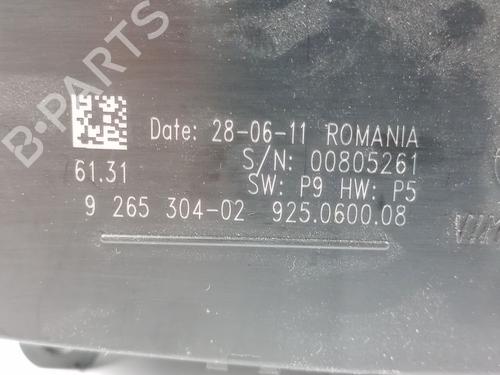 B-PARTS
Date: 28-06-11 ROMANIA
S/N: 00805261
61.31
SW: P9 HW: P5
9 265 304-02 925.0600.08